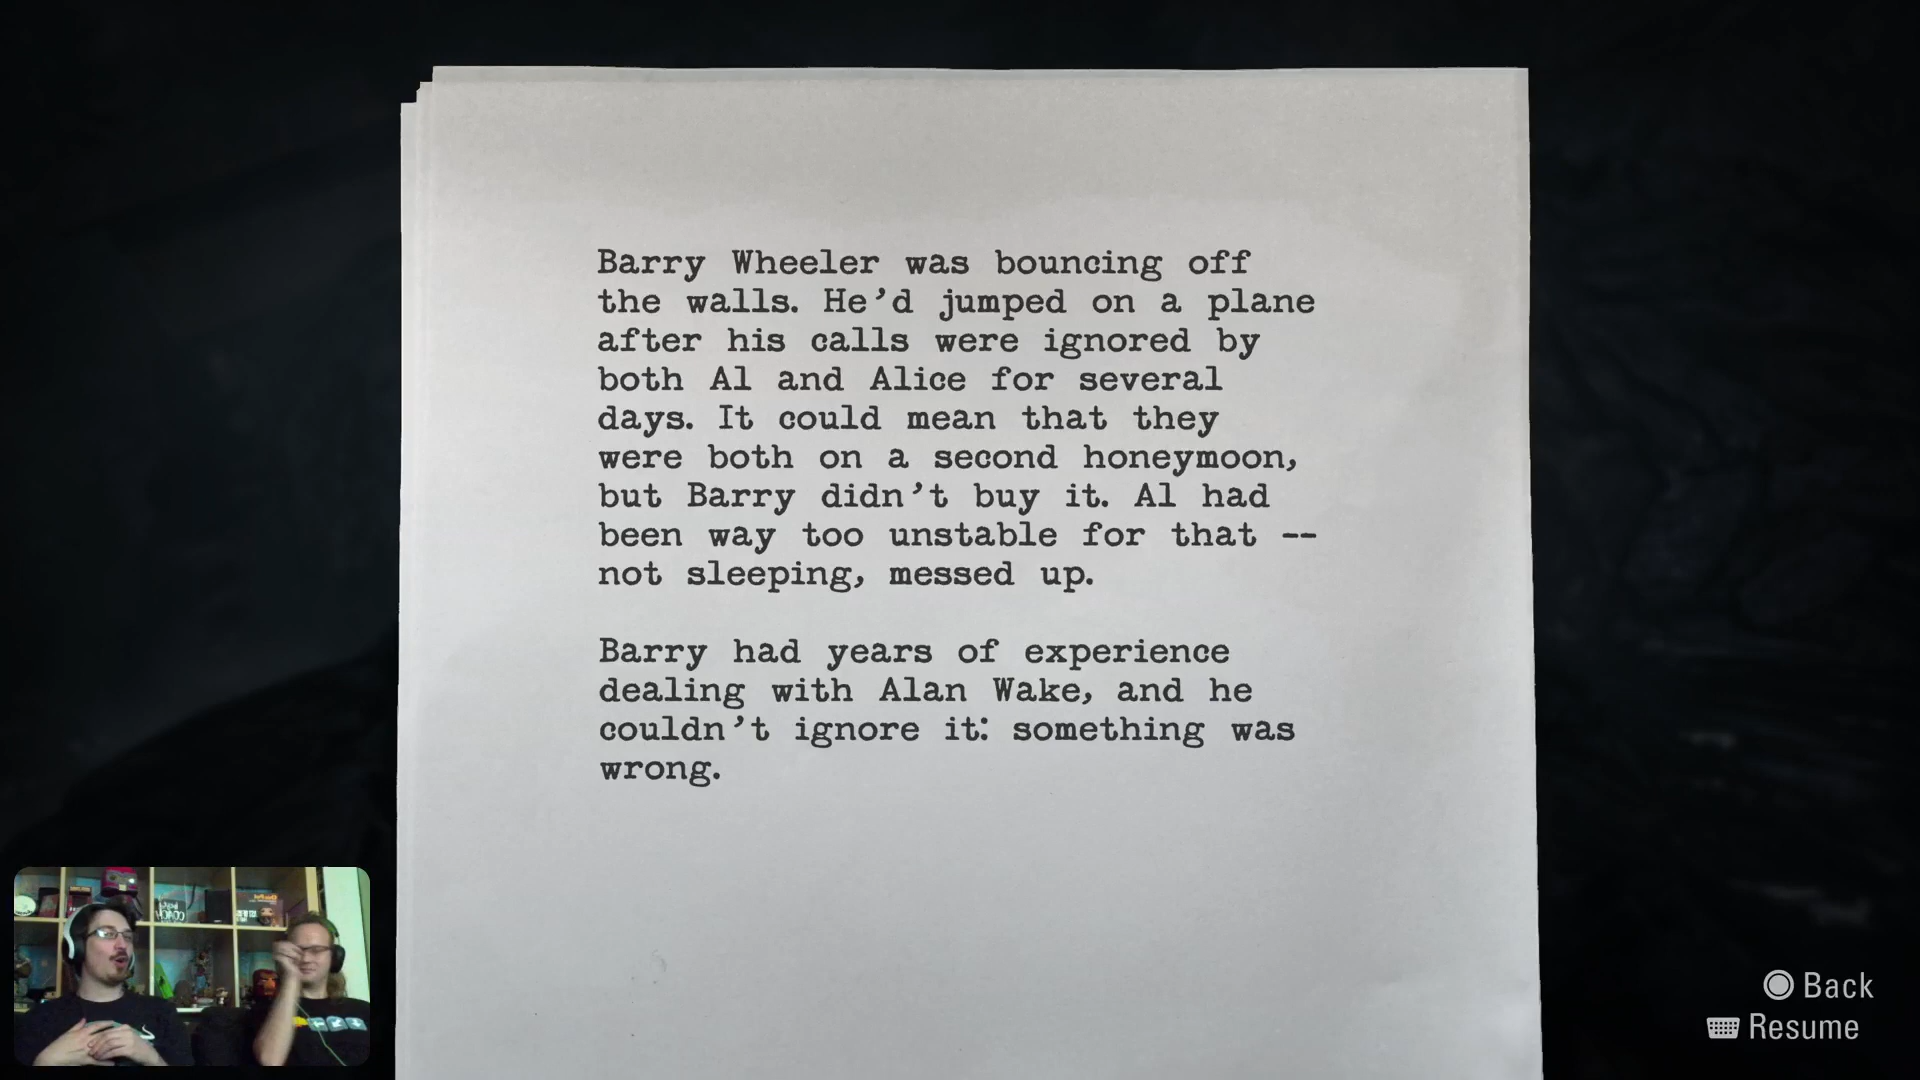 Barry Wheeler was bouncing off
the walls. He’d jumped on a plane
after his calls were ignored by
both Al and Alice for several
days. It could mean that they
were both on a second honeymoon,
but Barry didn’t buy it. Al had
been way too unstable for that --
not sleeping, messed up.
Barry had years of experience
dealing with Alan Wake, and he
couldn’t ignore it: something was
wrong.
Back
Resume